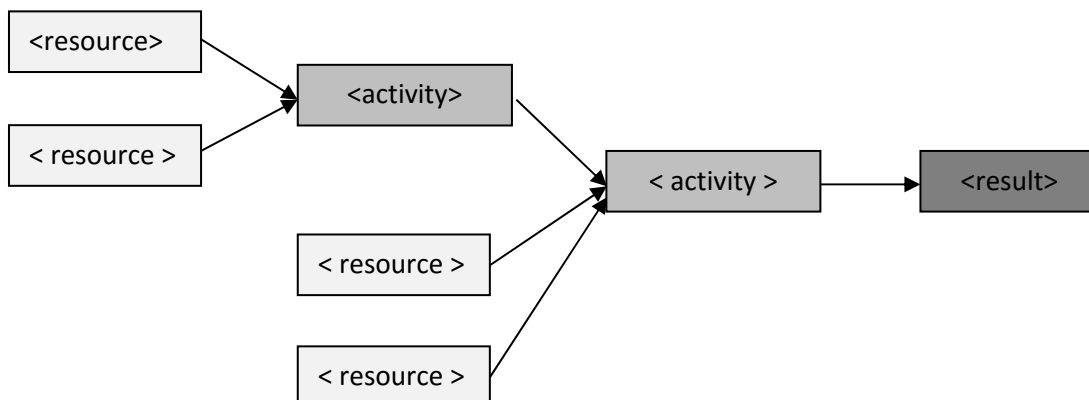 <resource>
<activity>
< resource >
< activity >
<result>
< resource >
< resource >